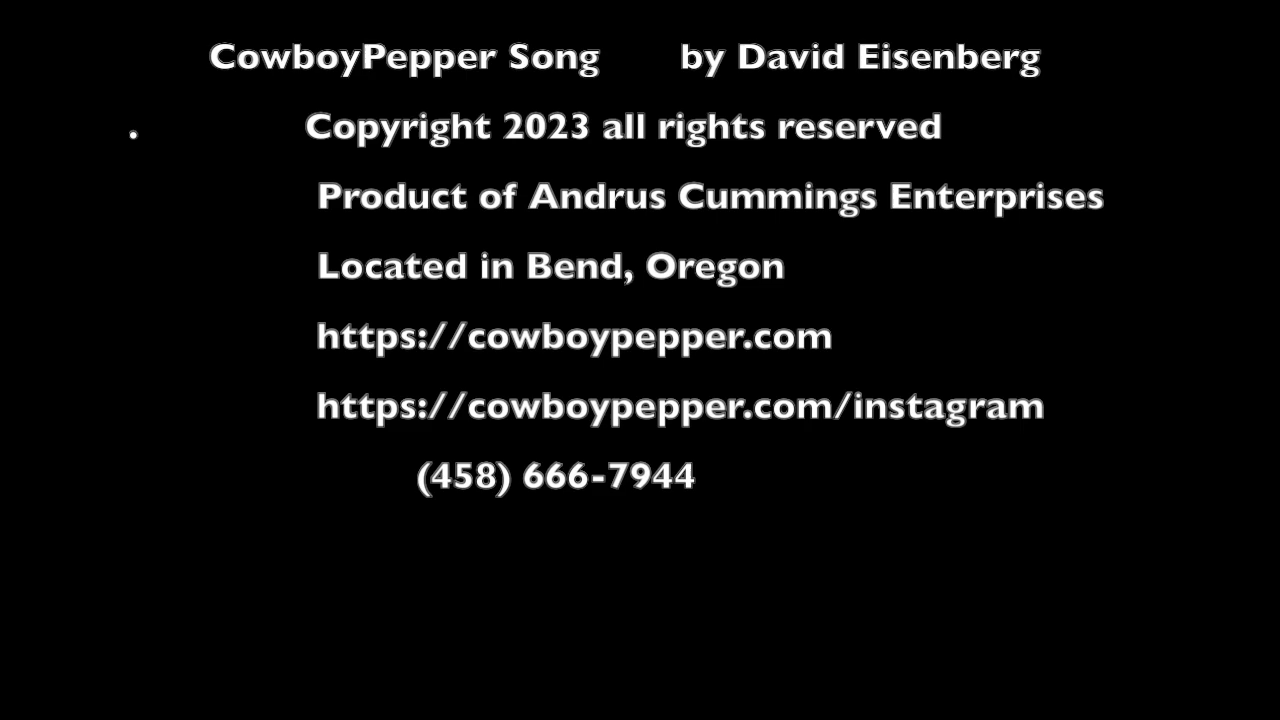 CowboyPepper Song by David Eisenberg
. Copyright 2023 all rights reserved
Product of Andrus Cummings Enterprises
Located in Bend, Oregon
https://cowboypepper.com
https://cowboypepper.com/instagram
(458) 666-7944